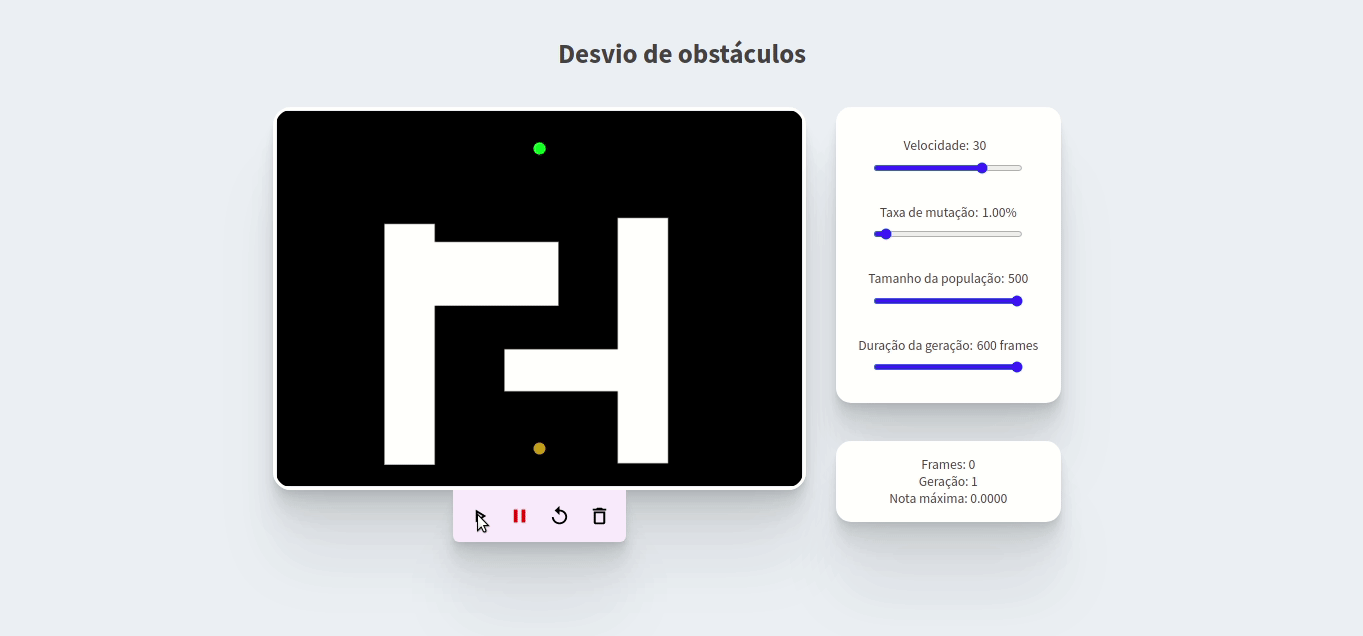 Desvio de obstáculos
Velocidade: 30
Taxa de mutação: 1.00%
Tamanho da população: 500
Duração da geração: 600 frames
Frames: 0
Geração: 1
Nota máxima: 0.0000